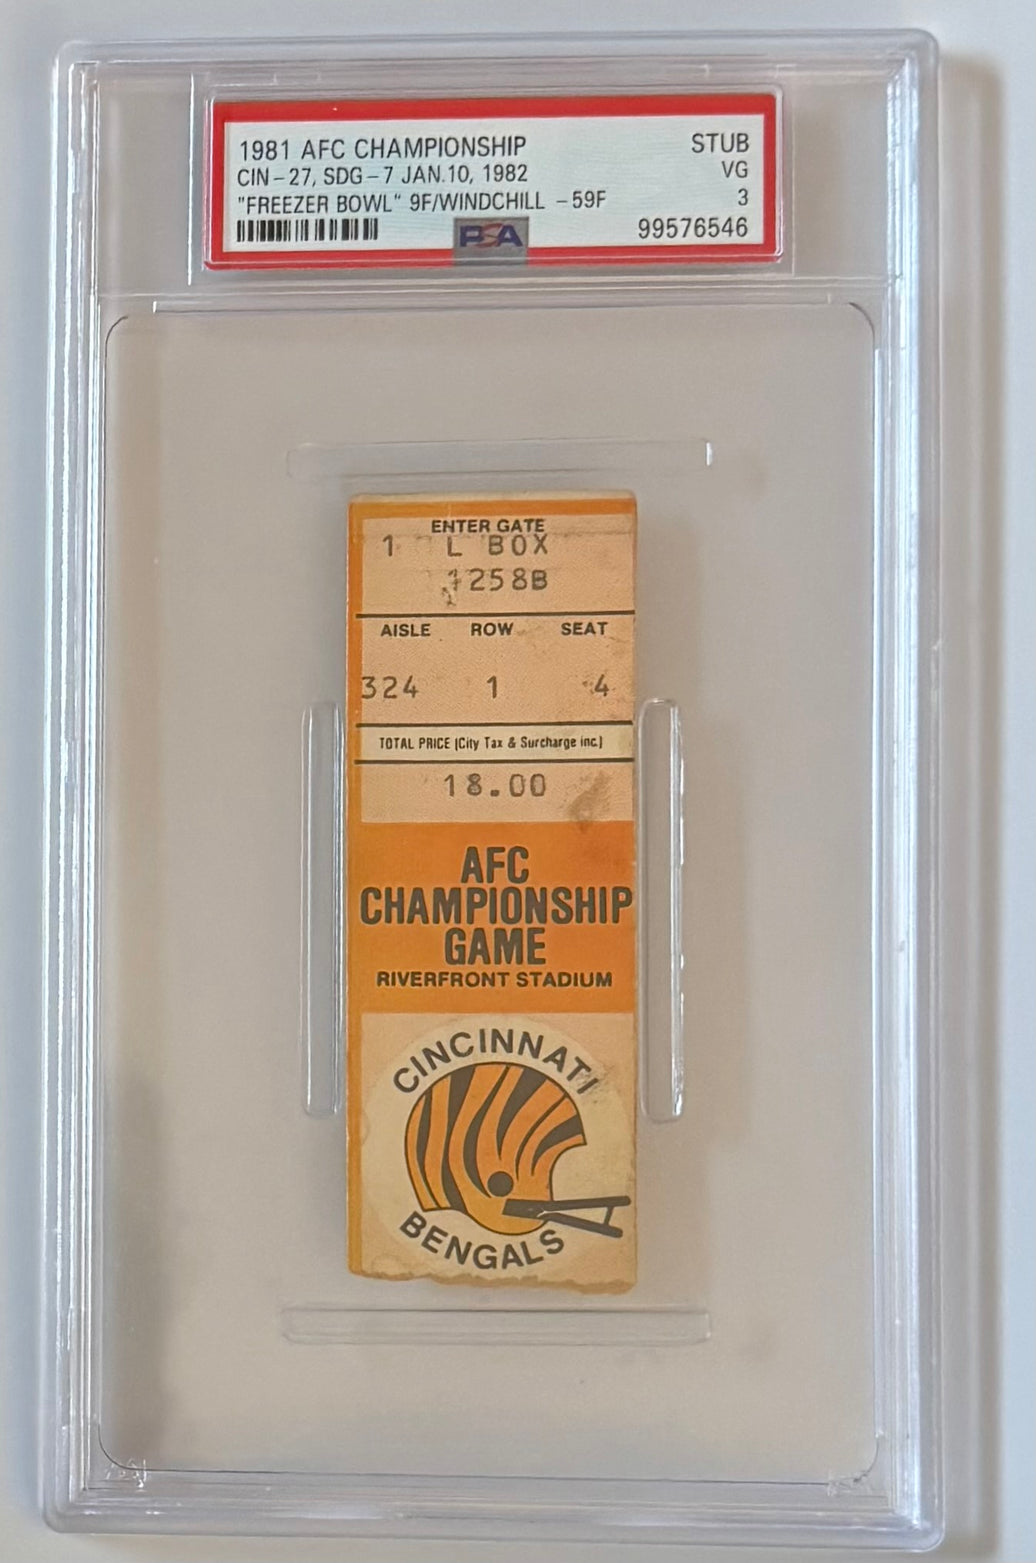 1981 AFC CHAMPIONSHIP STUB
CIN-27, SDG-7 JAN.10, 1982 VG
"FREEZER BOWL" 9F/WINDCHILL -59F 3
PSA 99576546
ENTER GATE
1 L BOX
1258B
AISLE ROW SEAT
324 1 4
TOTAL PRICE (City Tax & Surcharge inc.)
18.00
AFC
CHAMPIONSHIP
GAME
RIVERFRONT STADIUM
CINCINNATI
BENGALS